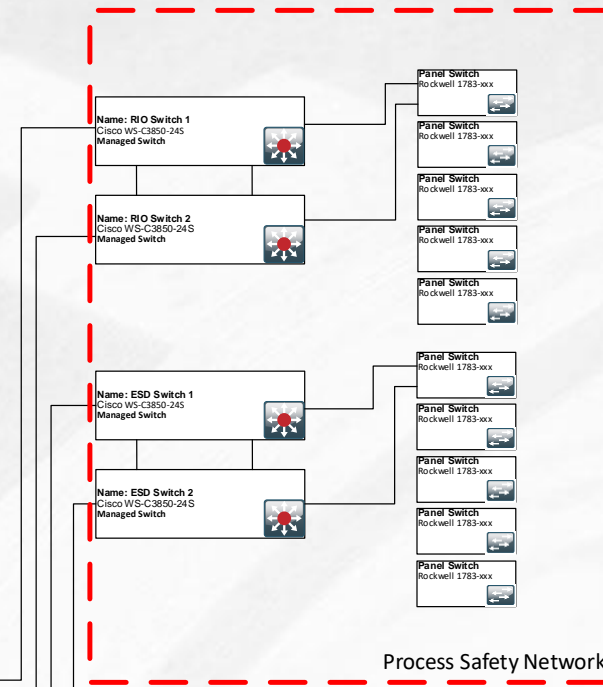 Name: RIO Switch 1
Cisco WS-C3850-24S
Managed Switch
Name: RIO Switch 2
Cisco WS-C3850-24S
Managed Switch
Panel Switch
Rockwell 1783-xxx
Panel Switch
Rockwell 1783-xxx
Panel Switch
Rockwell 1783-xxx
Panel Switch
Rockwell 1783-xxx
Panel Switch
Rockwell 1783-xxx
Name: ESD Switch 1
Cisco WS-C3850-24S
Managed Switch
Name: ESD Switch 2
Cisco WS-C3850-24S
Managed Switch
Panel Switch
Rockwell 1783-xxx
Panel Switch
Rockwell 1783-xxx
Panel Switch
Rockwell 1783-xxx
Panel Switch
Rockwell 1783-xxx
Panel Switch
Rockwell 1783-xxx
Process Safety Network